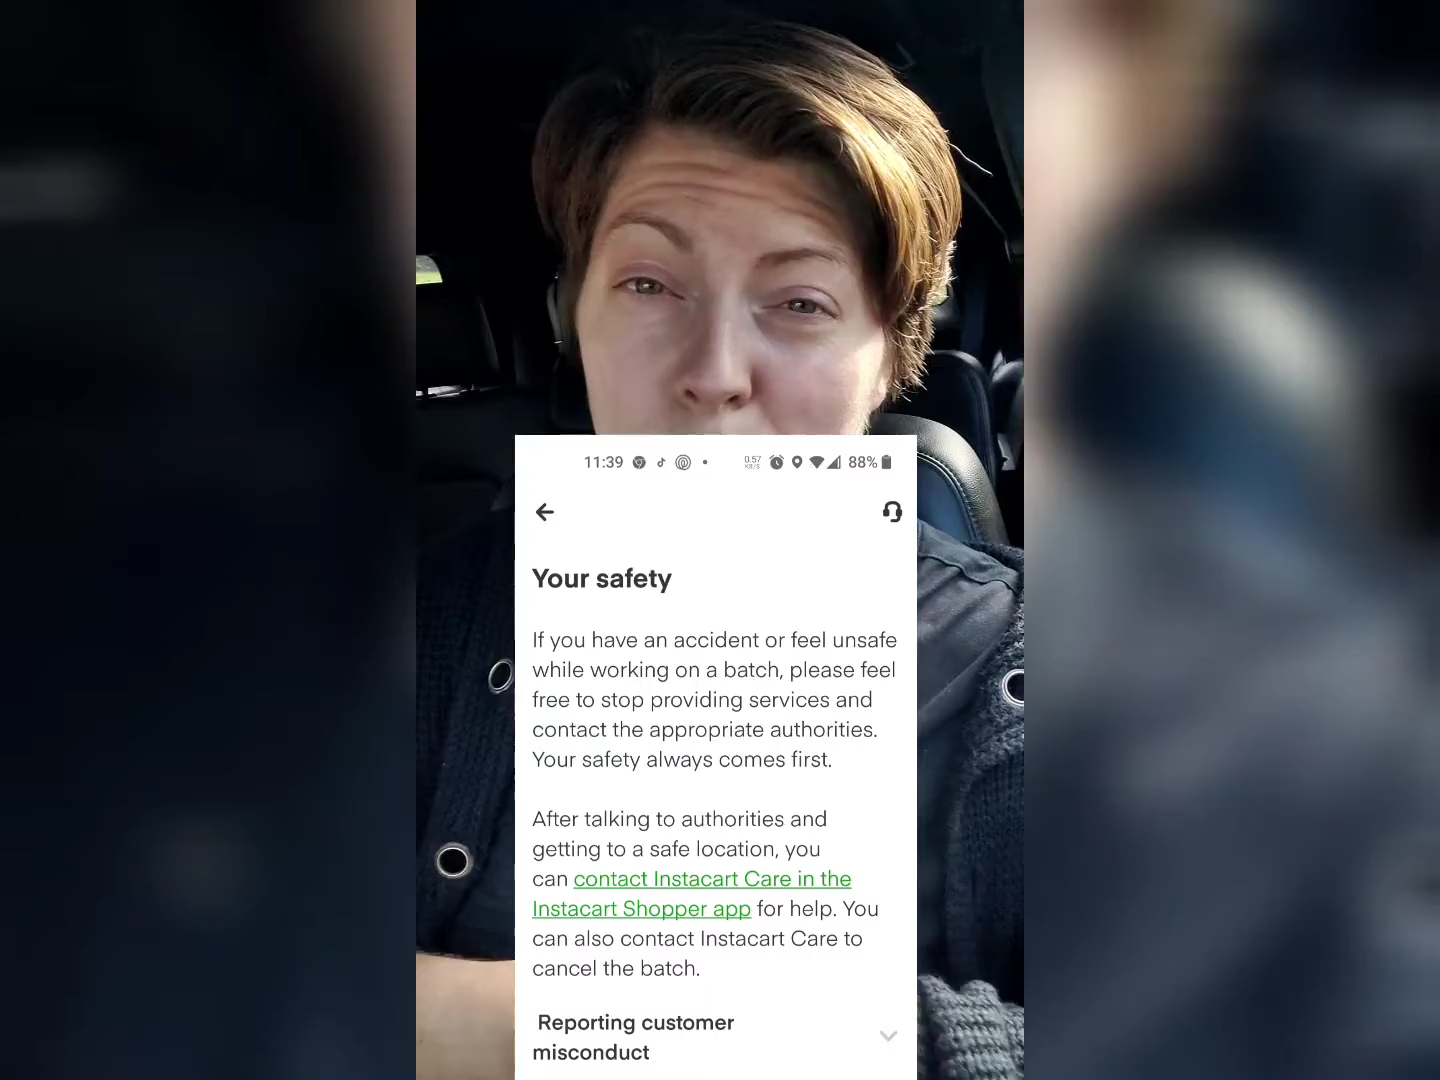 11:39 0.57 KB/S 88%
Your safety
If you have an accident or feel unsafe
while working on a batch, please feel
free to stop providing services and
contact the appropriate authorities.
Your safety always comes first.
After talking to authorities and
getting to a safe location, you
can contact Instacart Care in the
Instacart Shopper app for help. You
can also contact Instacart Care to
cancel the batch.
Reporting customer
misconduct